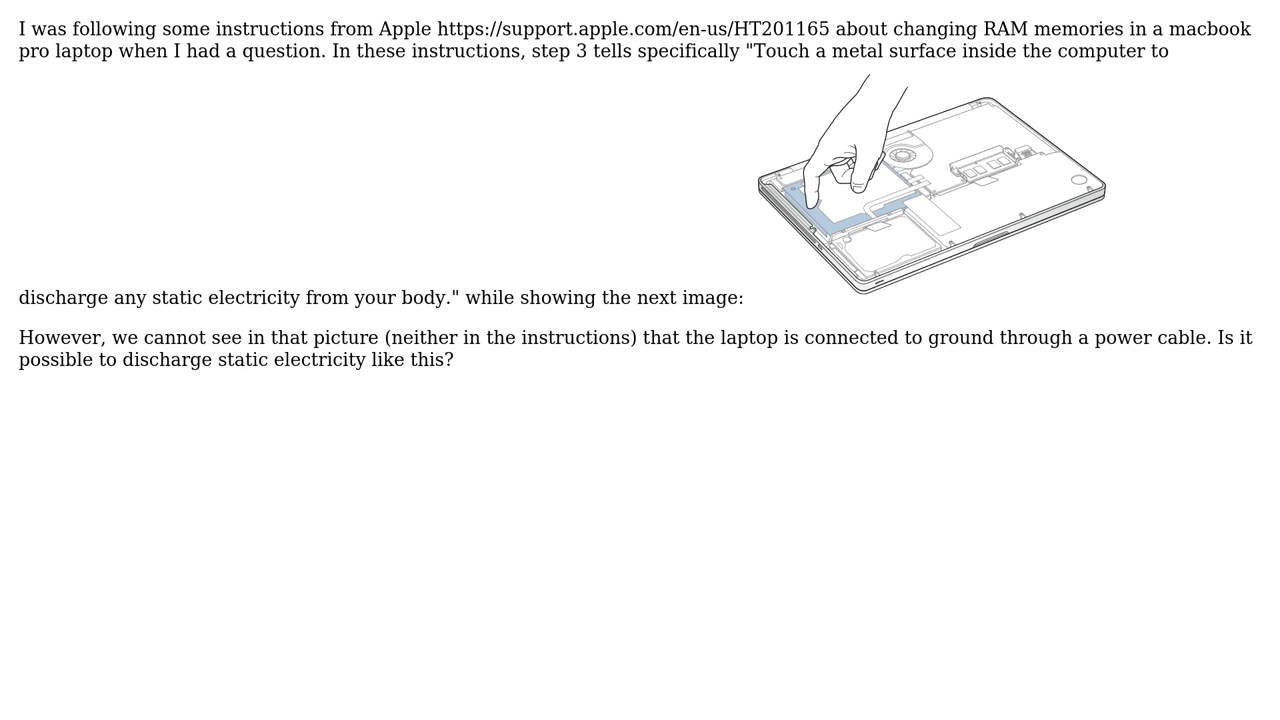 I was following some instructions from Apple https://support.apple.com/en-us/HT201165 about changing RAM memories in a macbook
pro laptop when I had a question. In these instructions, step 3 tells specifically "Touch a metal surface inside the computer to
discharge any static electricity from your body." while showing the next image:
However, we cannot see in that picture (neither in the instructions) that the laptop is connected to ground through a power cable. Is it
possible to discharge static electricity like this?